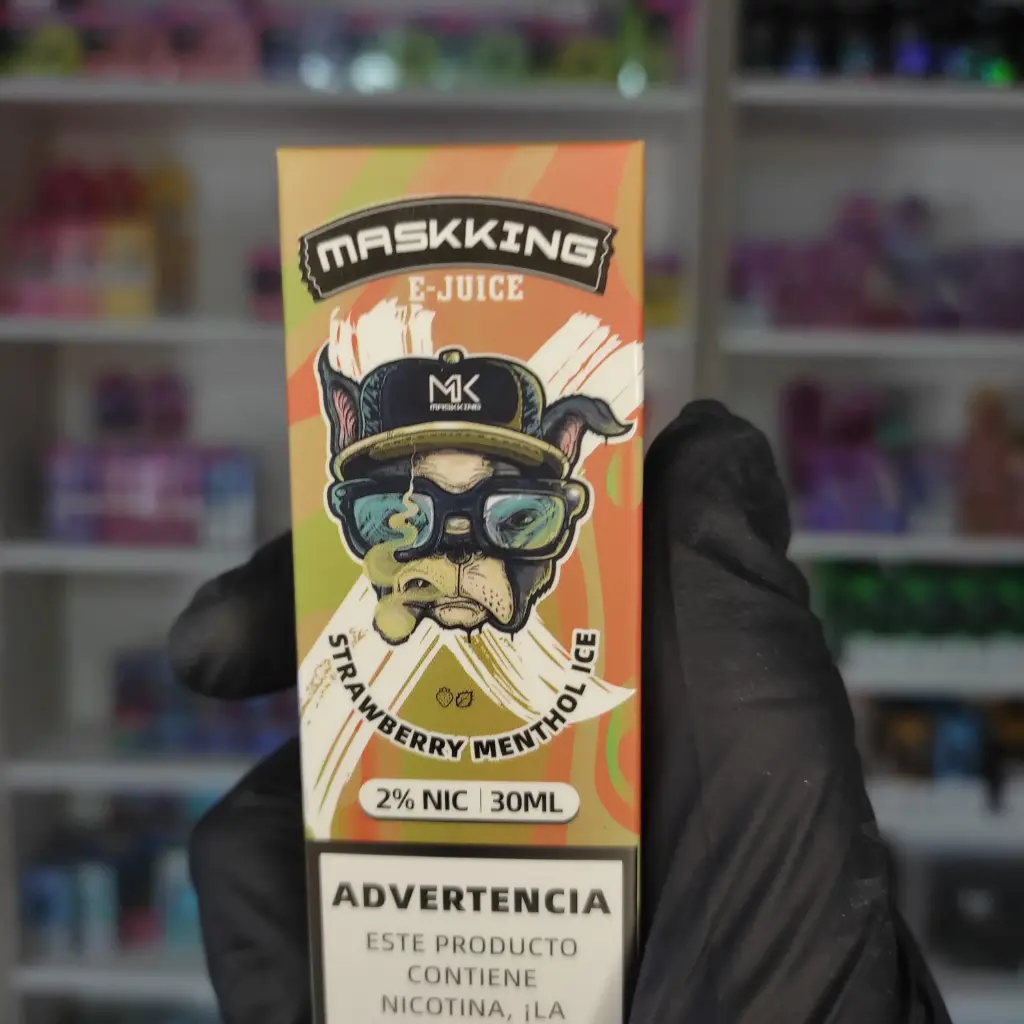 MASKKING
E-JUICE
MK
MASKKING
STRAWBERRY MENTHOL ICE
2% NIC | 30ML
ADVERTENCIA
ESTE PRODUCTO
CONTIENE
NICOTINA, ¡LA